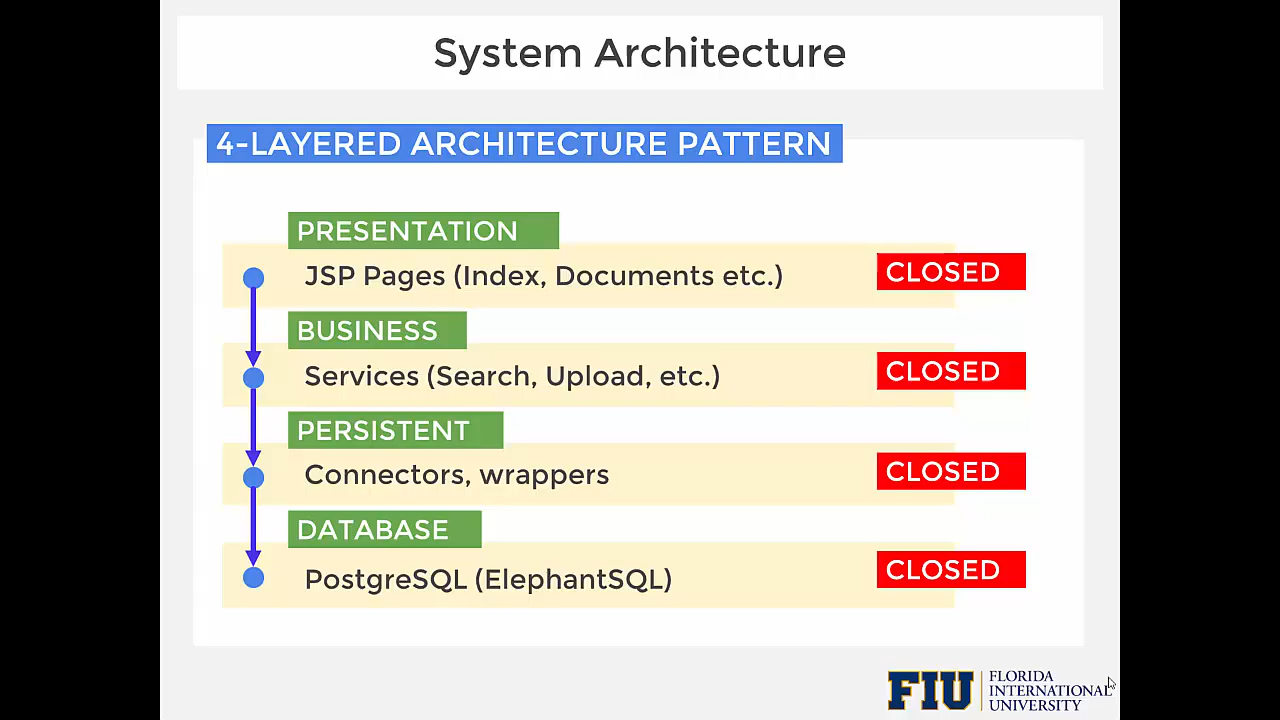 System Architecture
4-LAYERED ARCHITECTURE PATTERN
PRESENTATION
JSP Pages (Index, Documents etc.)
CLOSED
BUSINESS
Services (Search, Upload, etc.)
CLOSED
PERSISTENT
Connectors, wrappers
CLOSED
DATABASE
PostgreSQL (ElephantSQL)
CLOSED
FIU
FLORIDA
INTERNATIONAL
UNIVERSITY